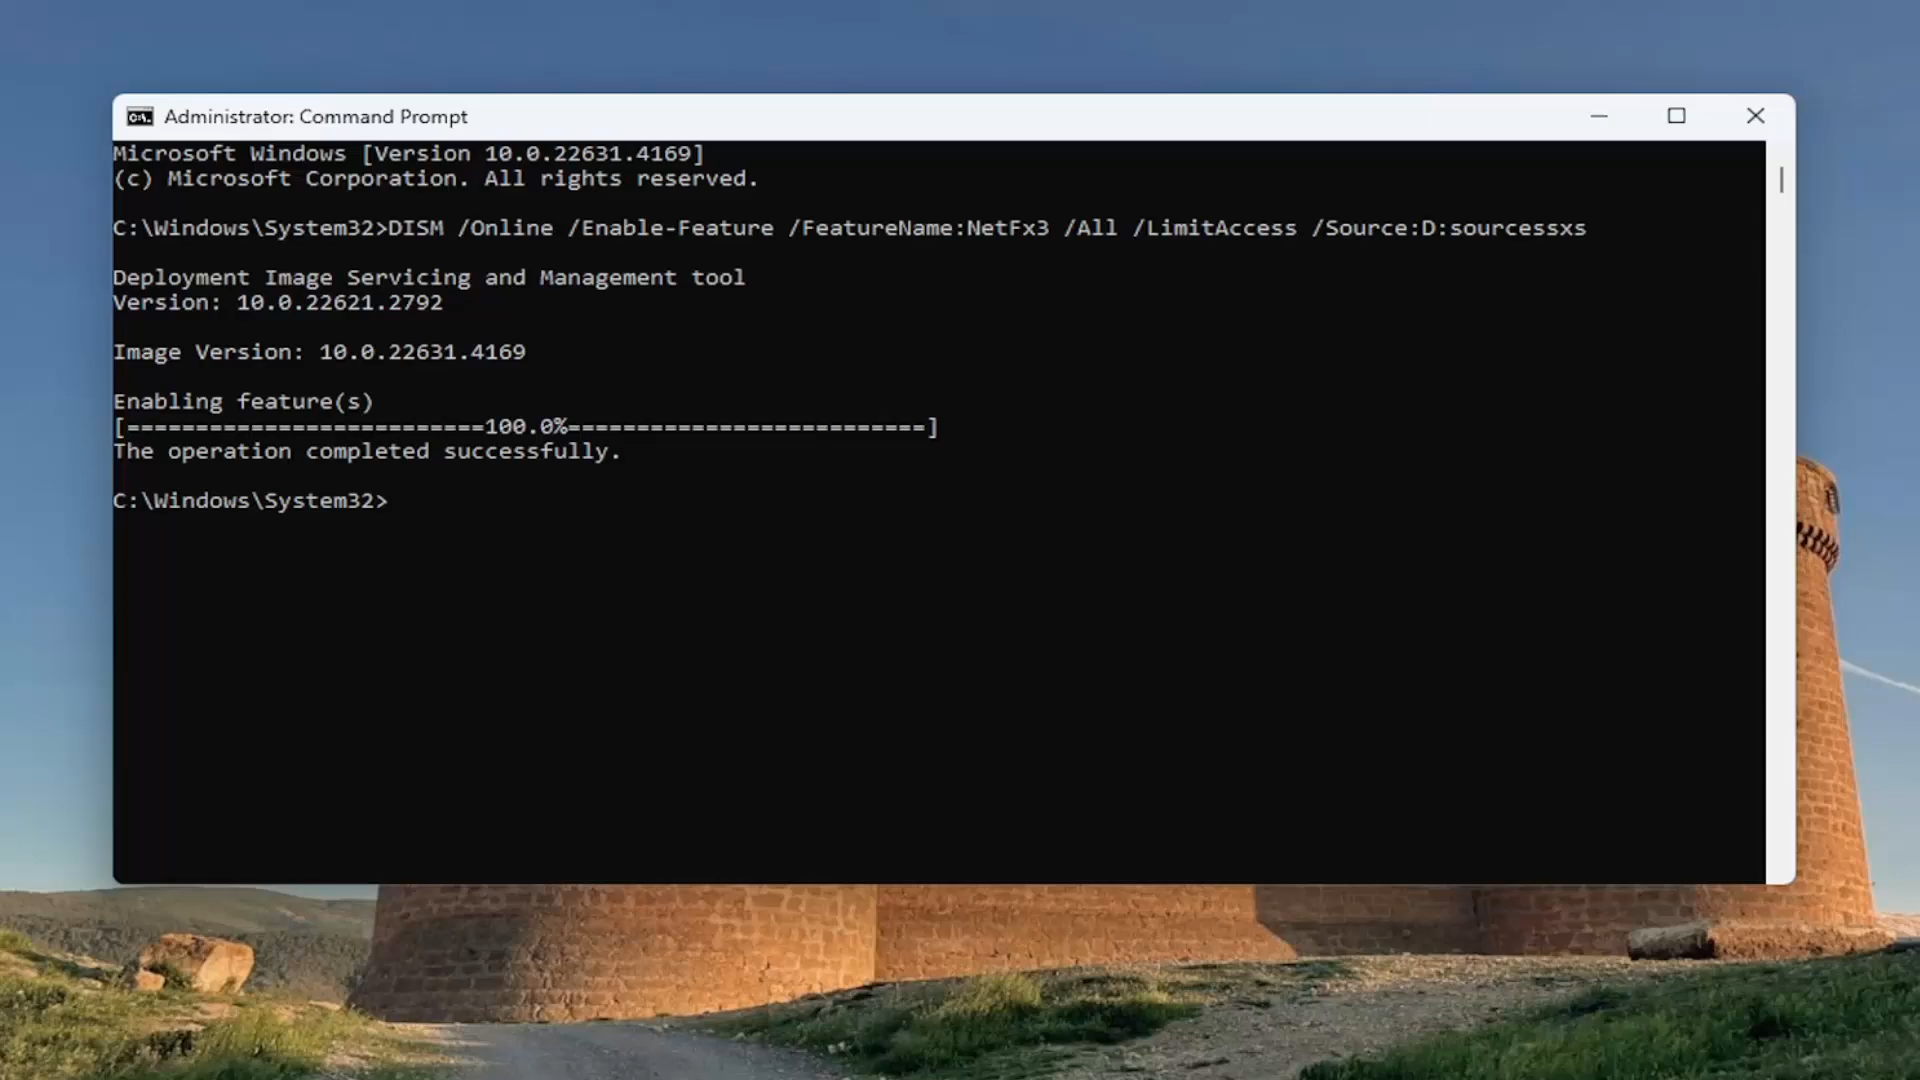 Administrator: Command Prompt
Microsoft Windows [Version 10.0.22631.4169]
(c) Microsoft Corporation. All rights reserved.
C:\Windows\System32>DISM /Online /Enable-Feature /FeatureName:NetFx3 /All /LimitAccess /Source:D:sourcessxs
Deployment Image Servicing and Management tool
Version: 10.0.22621.2792
Image Version: 10.0.22631.4169
Enabling feature(s)
[==========================100.0%==========================]
The operation completed successfully.
C:\Windows\System32>